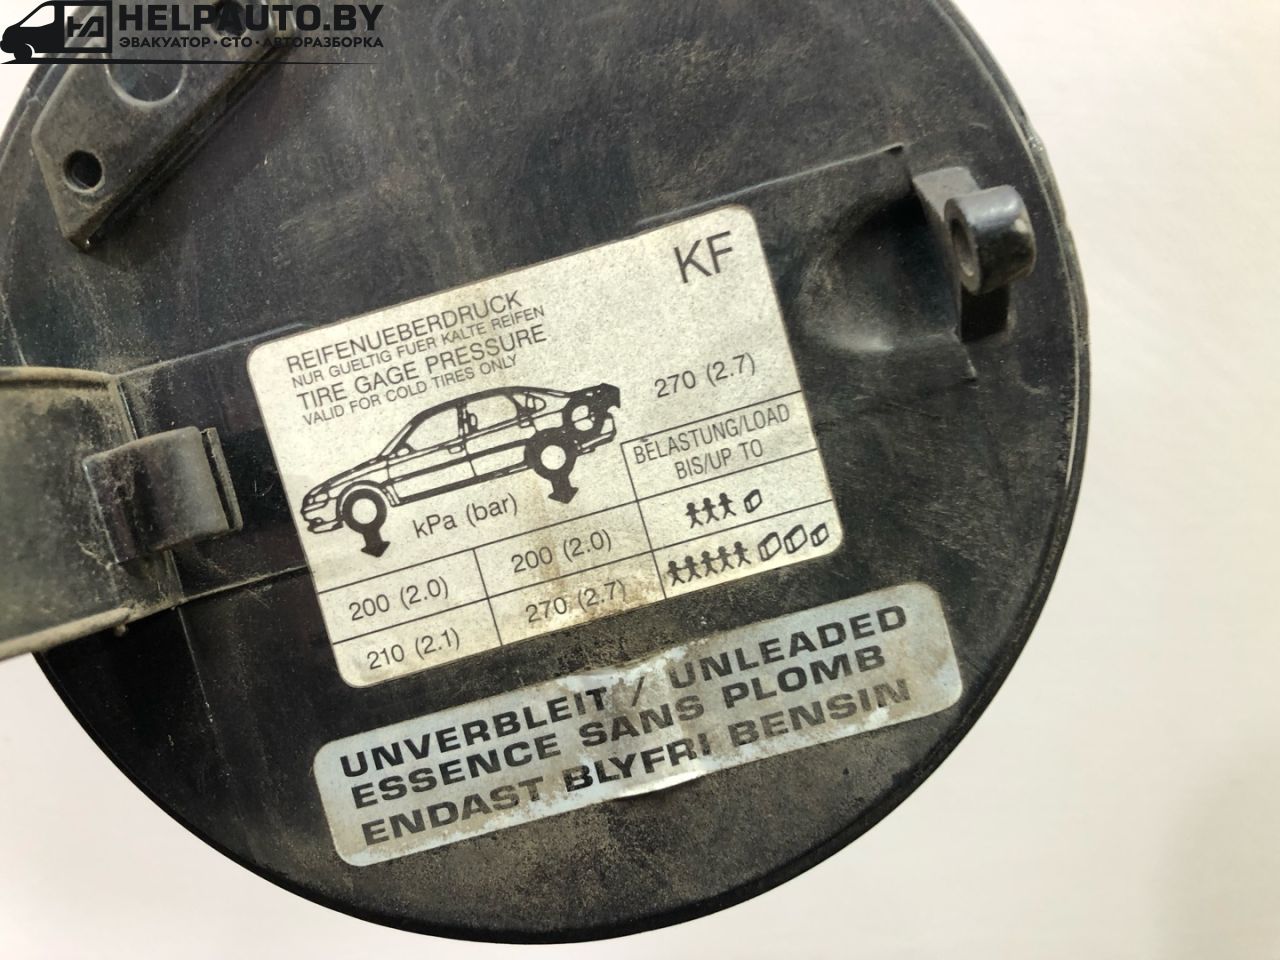 HELPAUTO.BY
ЭВАКУАТОР·СТО·АВТОРАЗБОРКА
KF
REIFENUEBERDRUCK
NUR GUELTIG FUER KALTE REIFEN
TIRE GAGE PRESSURE
VALID FOR COLD TIRES ONLY
270 (2.7)
BELASTUNG/LOAD
BIS/UP TO
kPa (bar)
200 (2.0) 200 (2.0)
210 (2.1) 270 (2.7)
UNVERBLEIT / UNLEADED
ESSENCE SANS PLOMB
ENDAST BLYFRI BENSIN